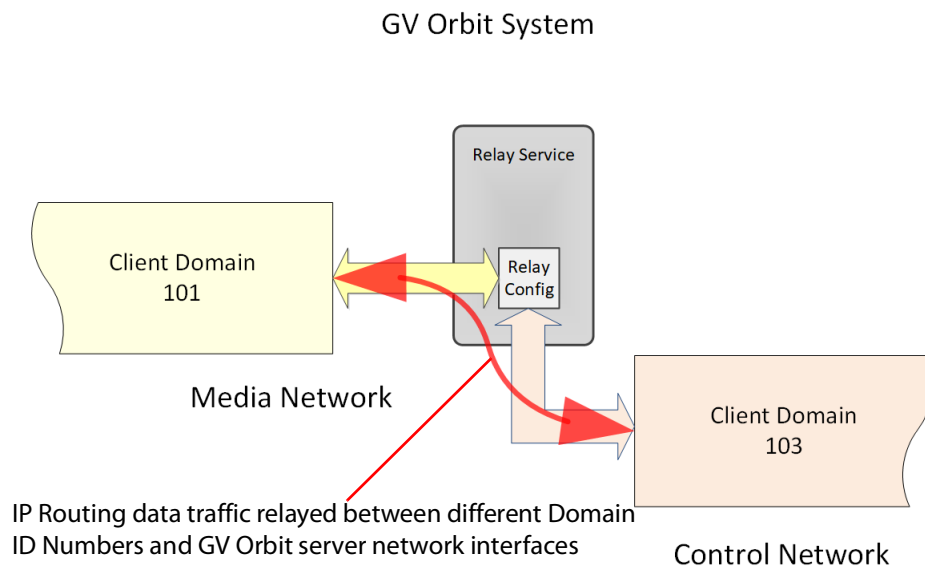 GV Orbit System
Relay Service
Client Domain
101
Relay
Config
Media Network
Client Domain
103
IP Routing data traffic relayed between different Domain
ID Numbers and GV Orbit server network interfaces
Control Network